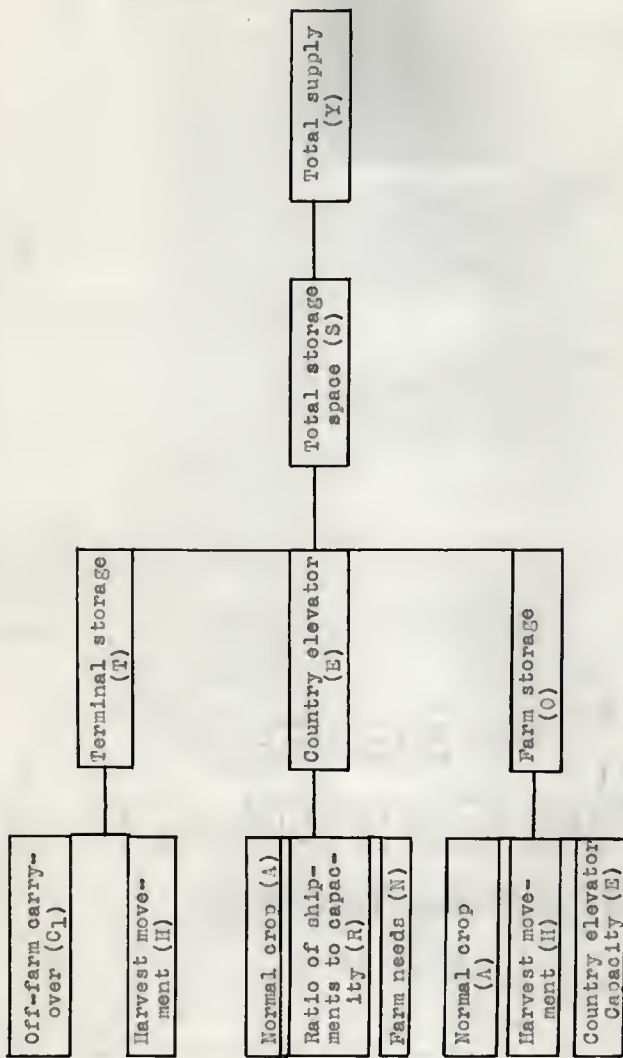 Off-farm carry-
over (C1)
Harvest move-
ment (H)
Normal crop (A)
Ratio of ship-
ments to capac-
ity (R)
Farm needs (N)
Normal crop
(A)
Harvest move-
ment (H)
Country elevator
Capacity (E)
Terminal storage
(T)
Country elevator
(E)
Farm storage
(O)
Total storage
space (S)
Total supply
(Y)